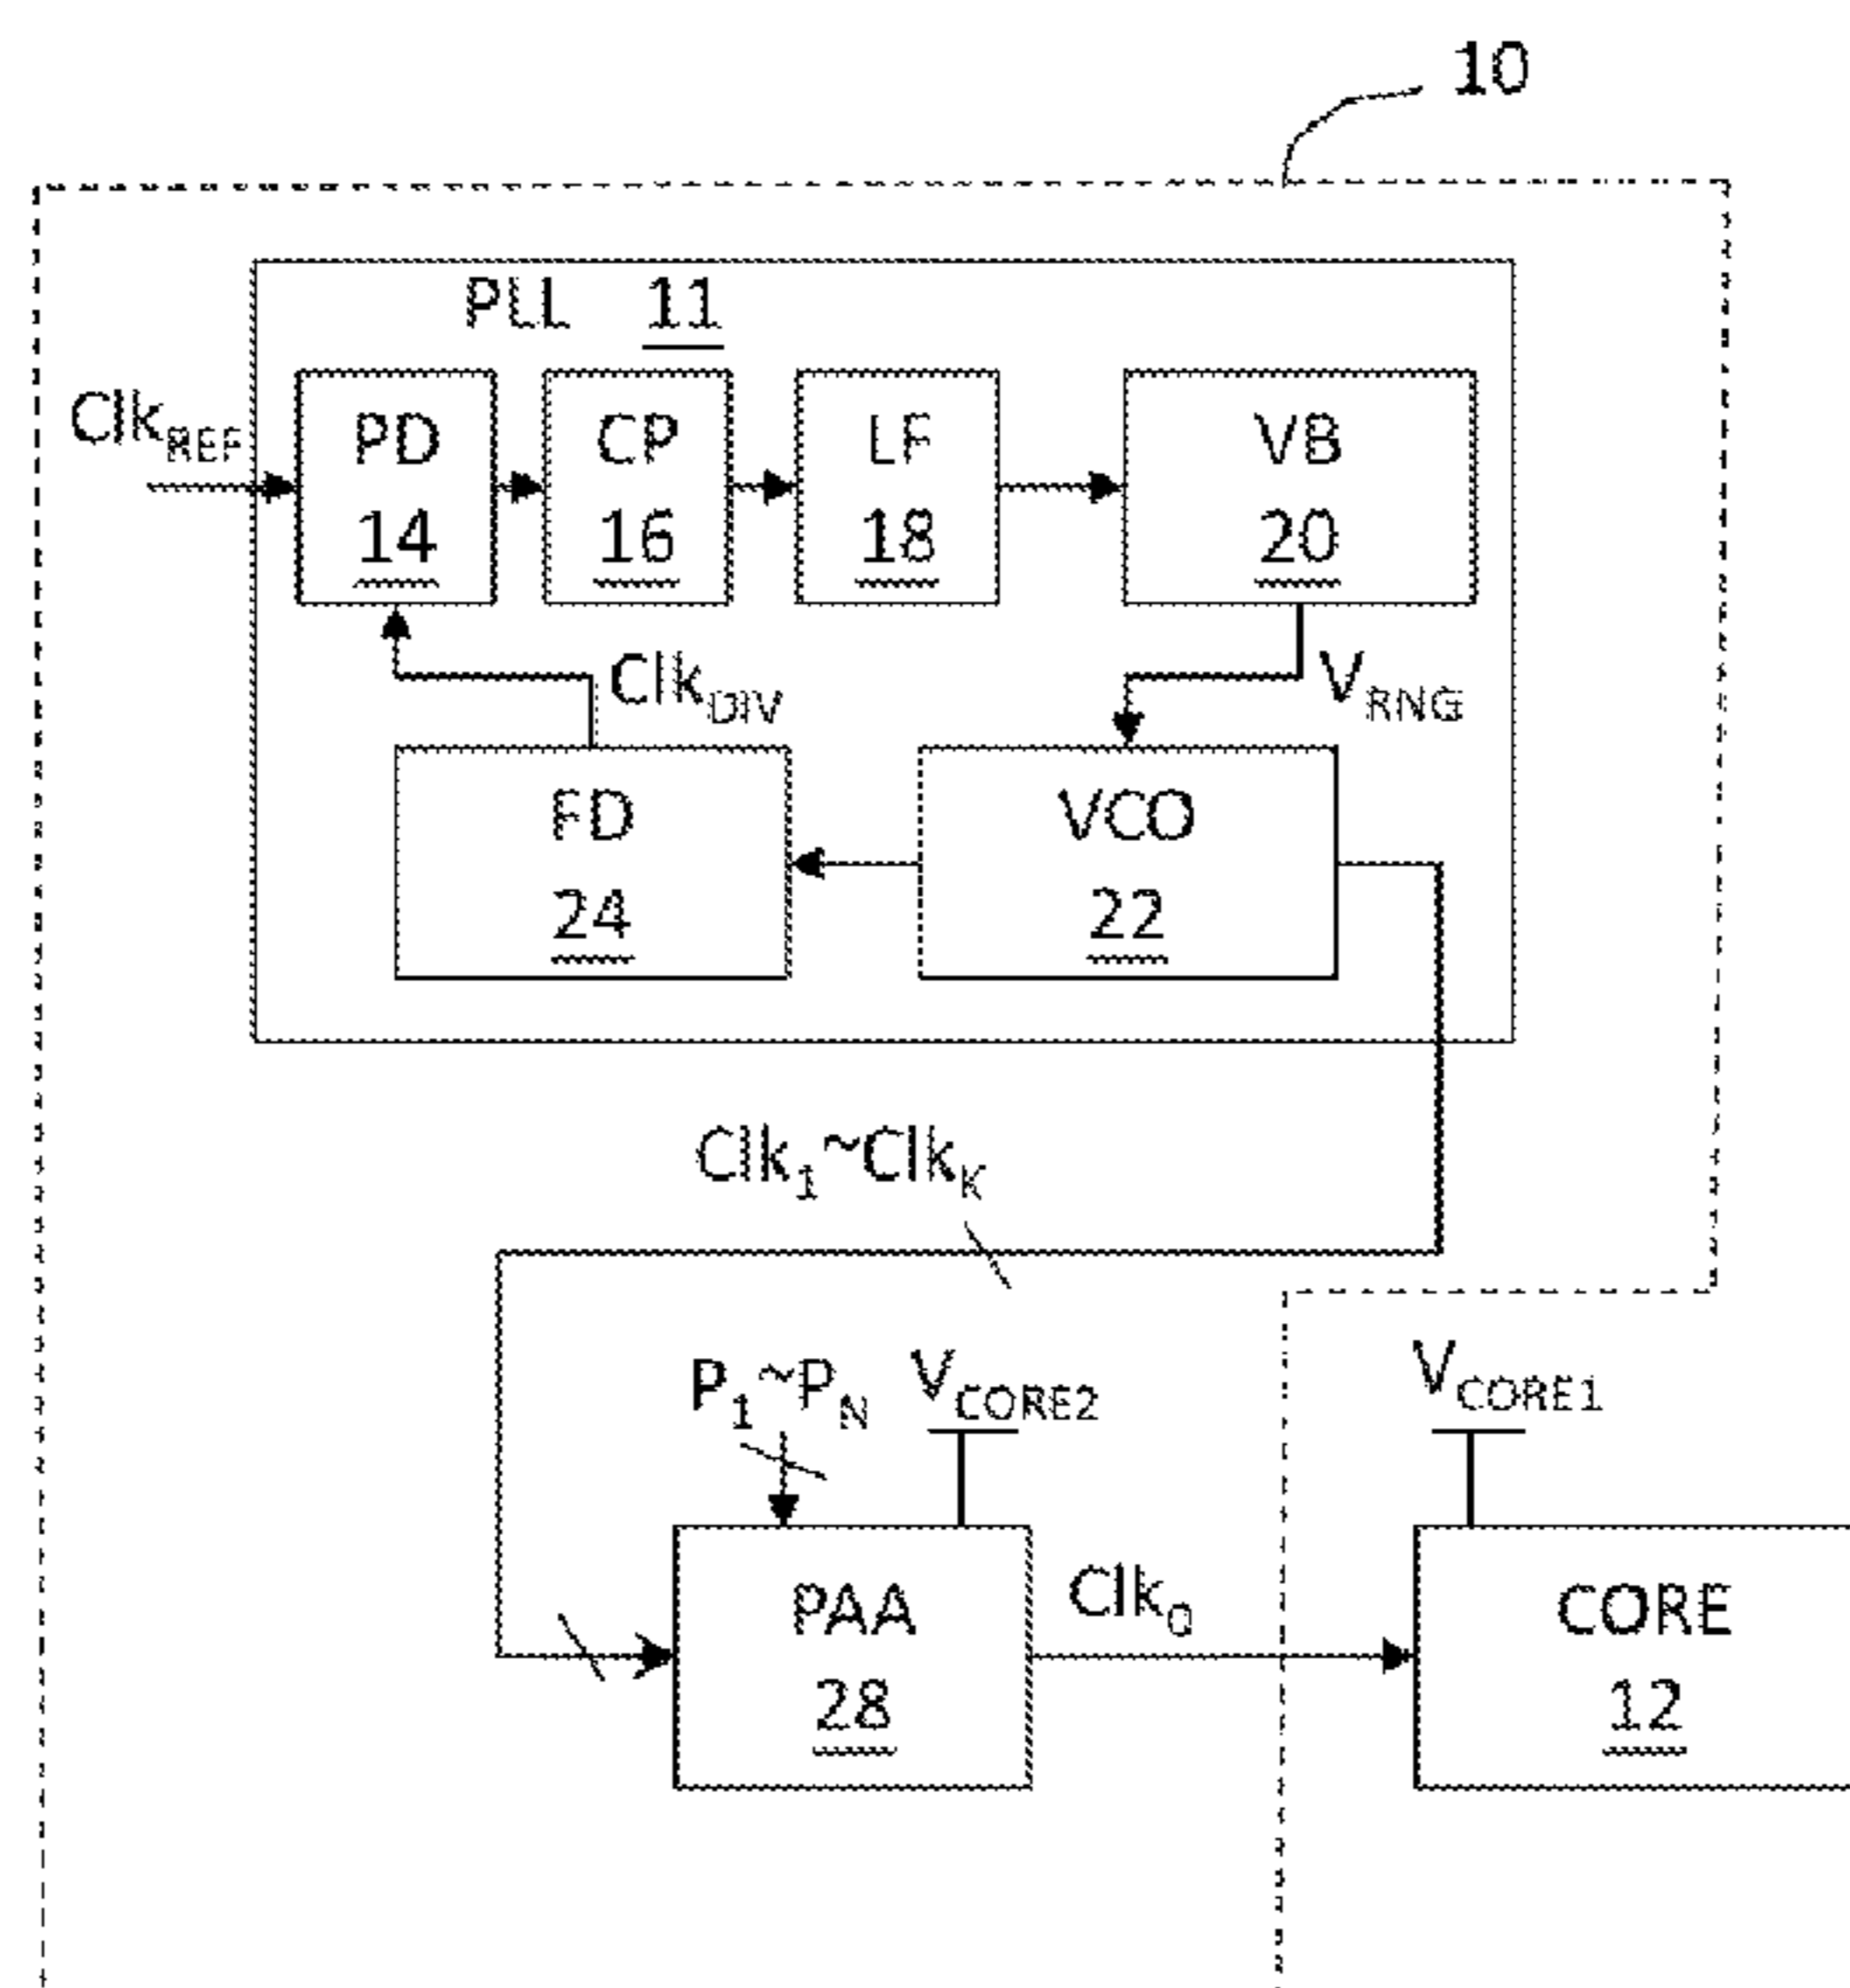 10
PLL 11
Clk_REF
PD
14
CP
16
LF
18
VB
20
Clk_DIV
V_RNG
FD
24
VCO
22
Clk_1~Clk_K
P_1~P_N
V_CORE2
V_CORE1
PAA
28
Clk_O
CORE
12